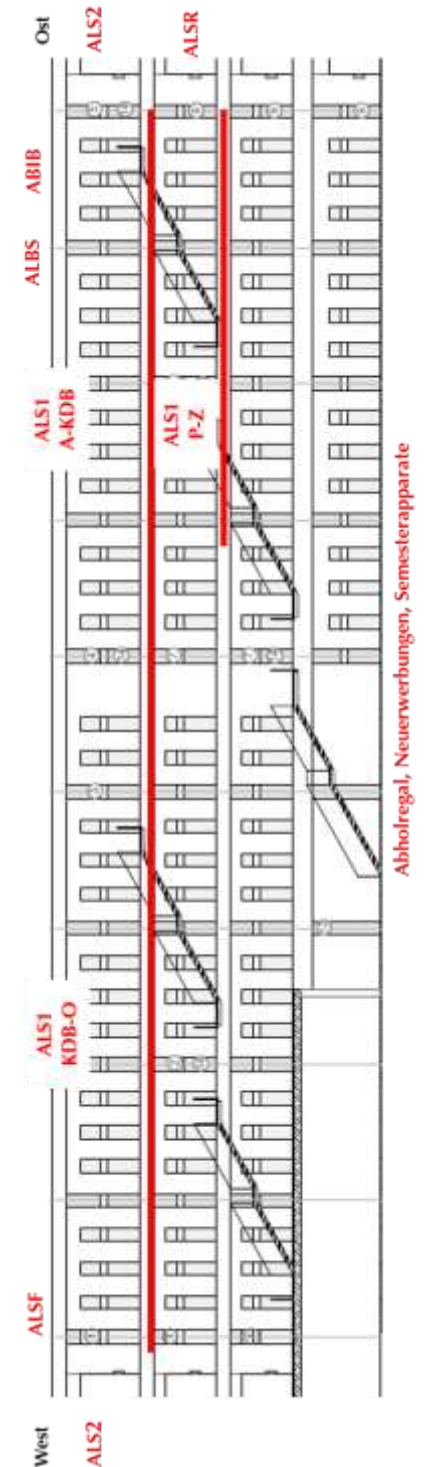 West
Ost
ALS2
ALSF
ALS1
KDB-O
ALS1
A-KDB
ALBS
ABIB
ALS2
ALS1
P-Z
ALSR
Abholregal, Neuerwerbungen, Semesterapparate